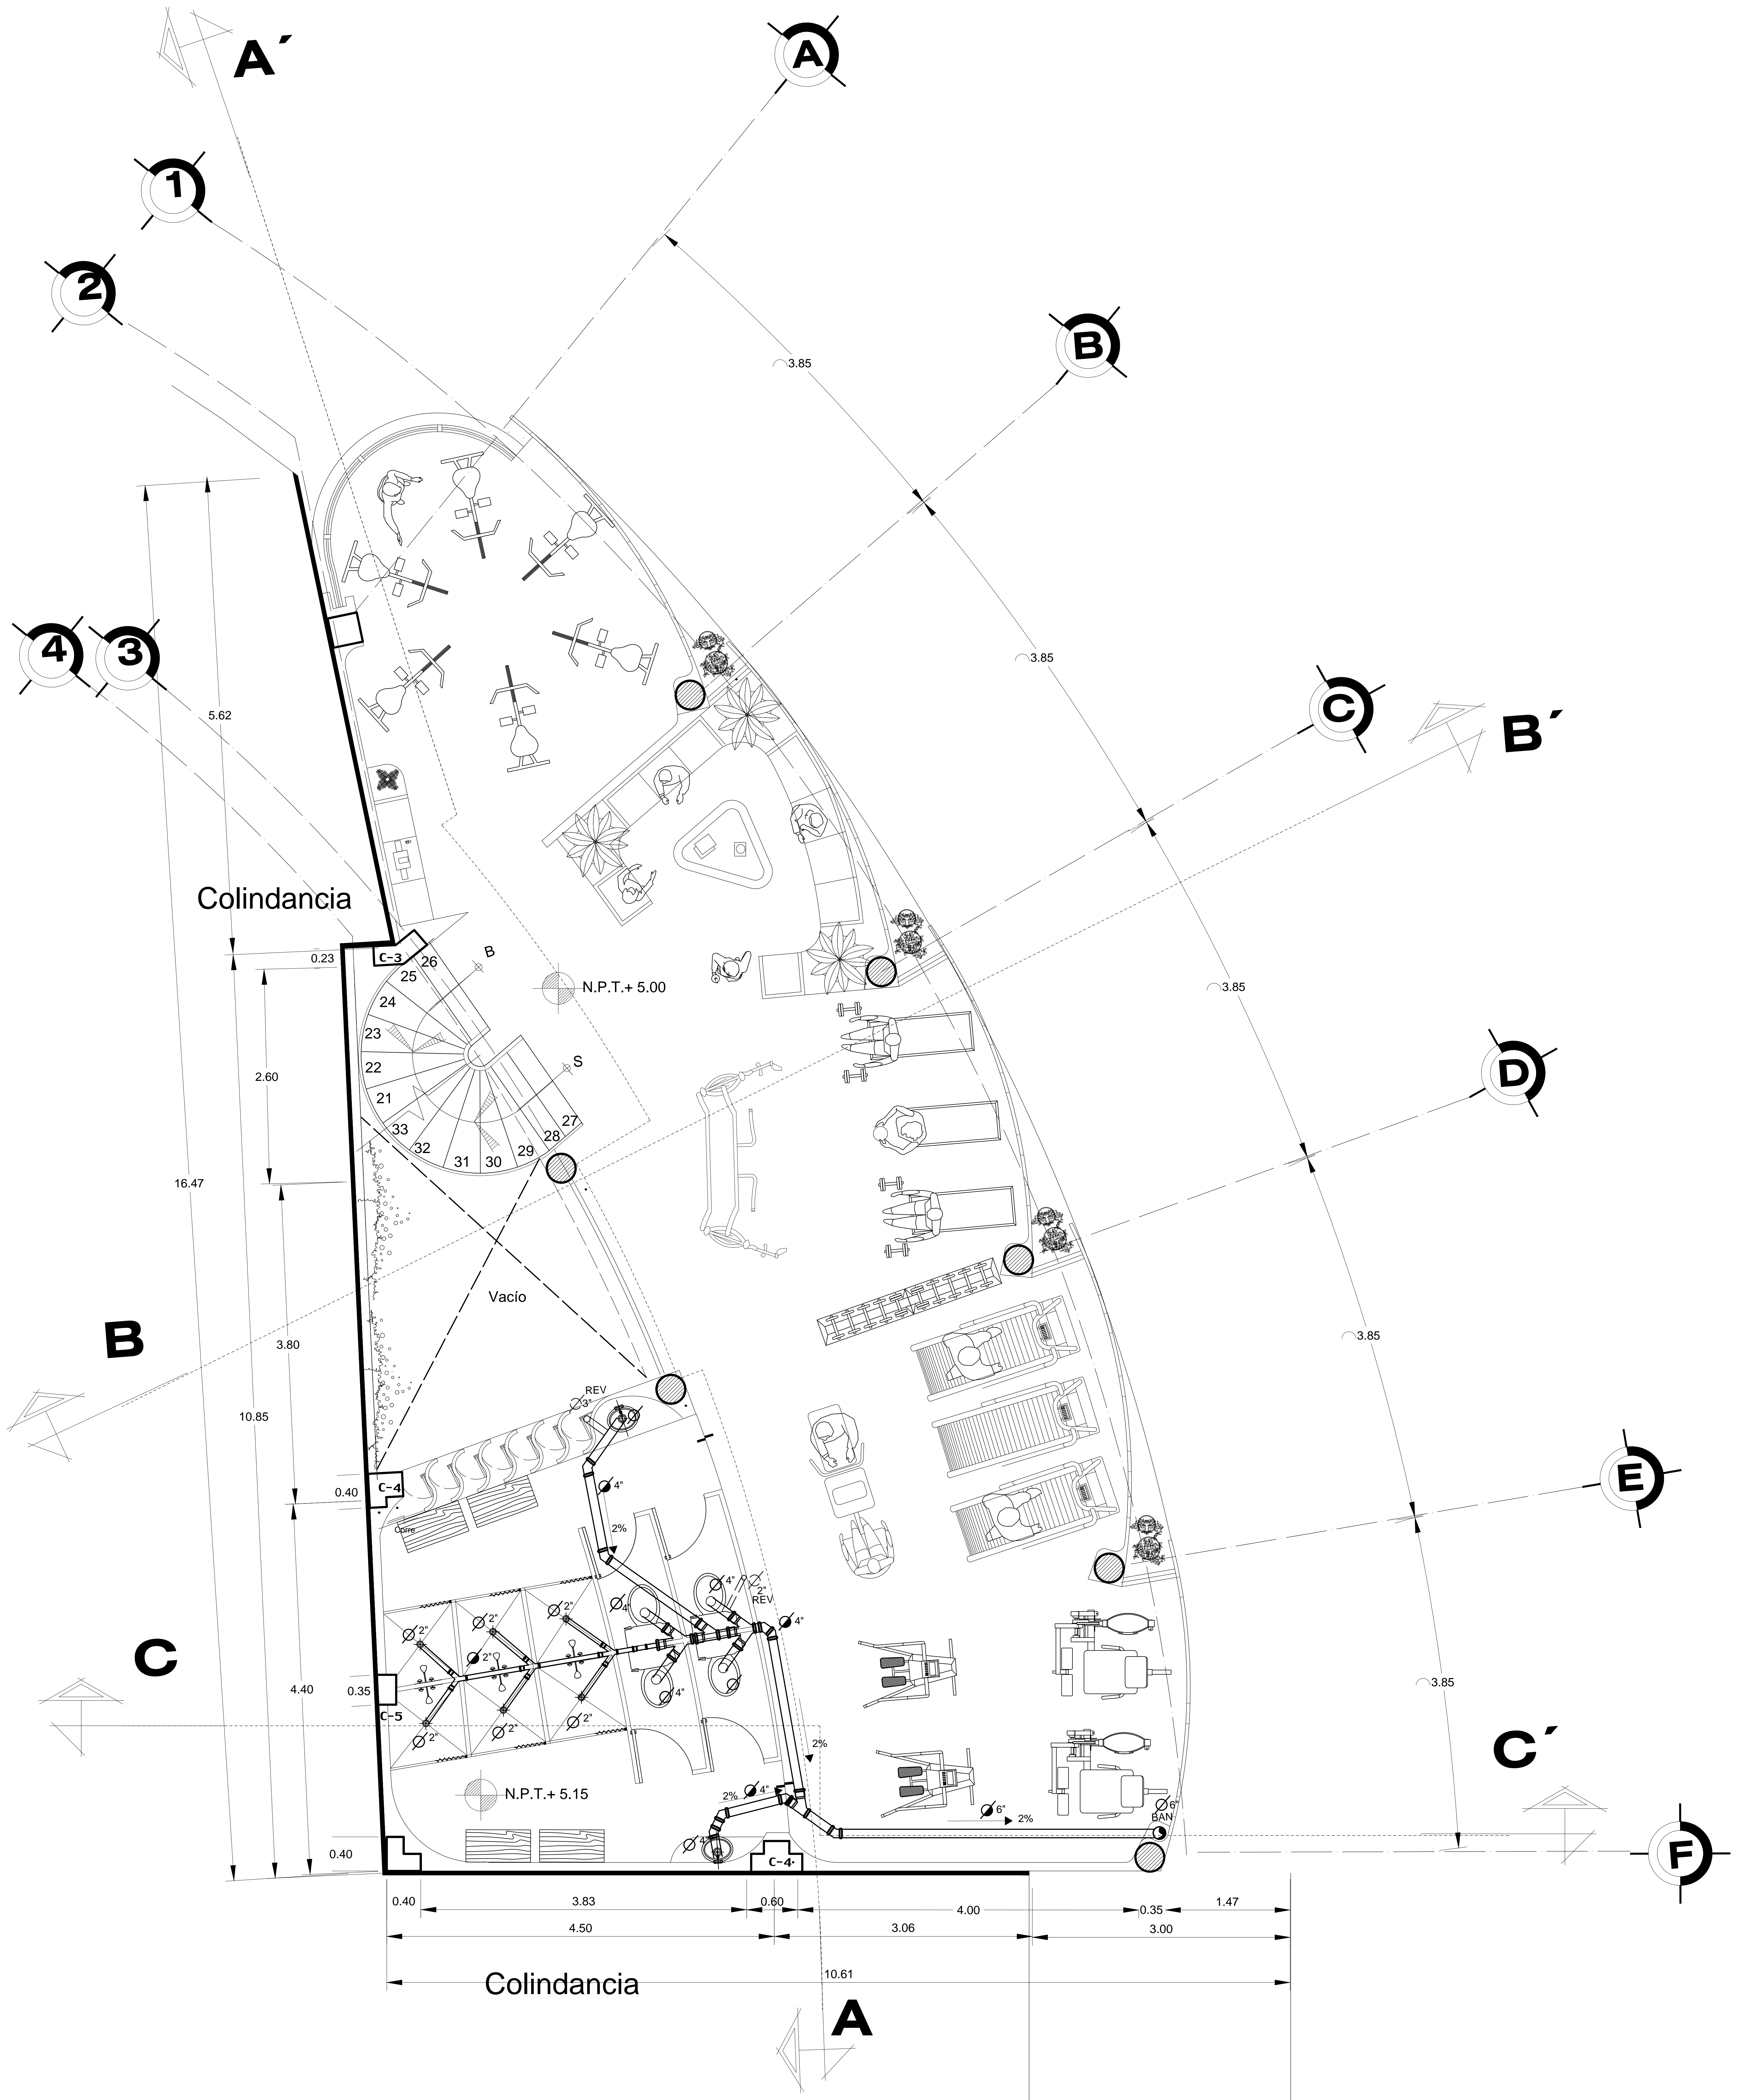 A´
A
1
2
B
3.85
4
3
3.85
C
B´
5.62
Colindancia
0.23
C-3
26
25
24
23
22
21
33
32
31
30
29
28
27
B
S
N.P.T.+ 5.00
3.85
2.60
D
16.47
Vacío
B
3.80
3.85
10.85
REV
3"
E
C-4
0.40
4"
Corre
2%
4"
4"
2"
REV
4"
2"
2"
2"
2"
C
4.40
0.35
C-5
4"
3.85
2"
2"
2"
2%
C´
N.P.T.+ 5.15
2%
4"
6"
2%
6"
BAN
4"
0.40
C-4
F
0.40
3.83
0.60
4.00
0.35
1.47
4.50
3.06
3.00
Colindancia
10.61
A